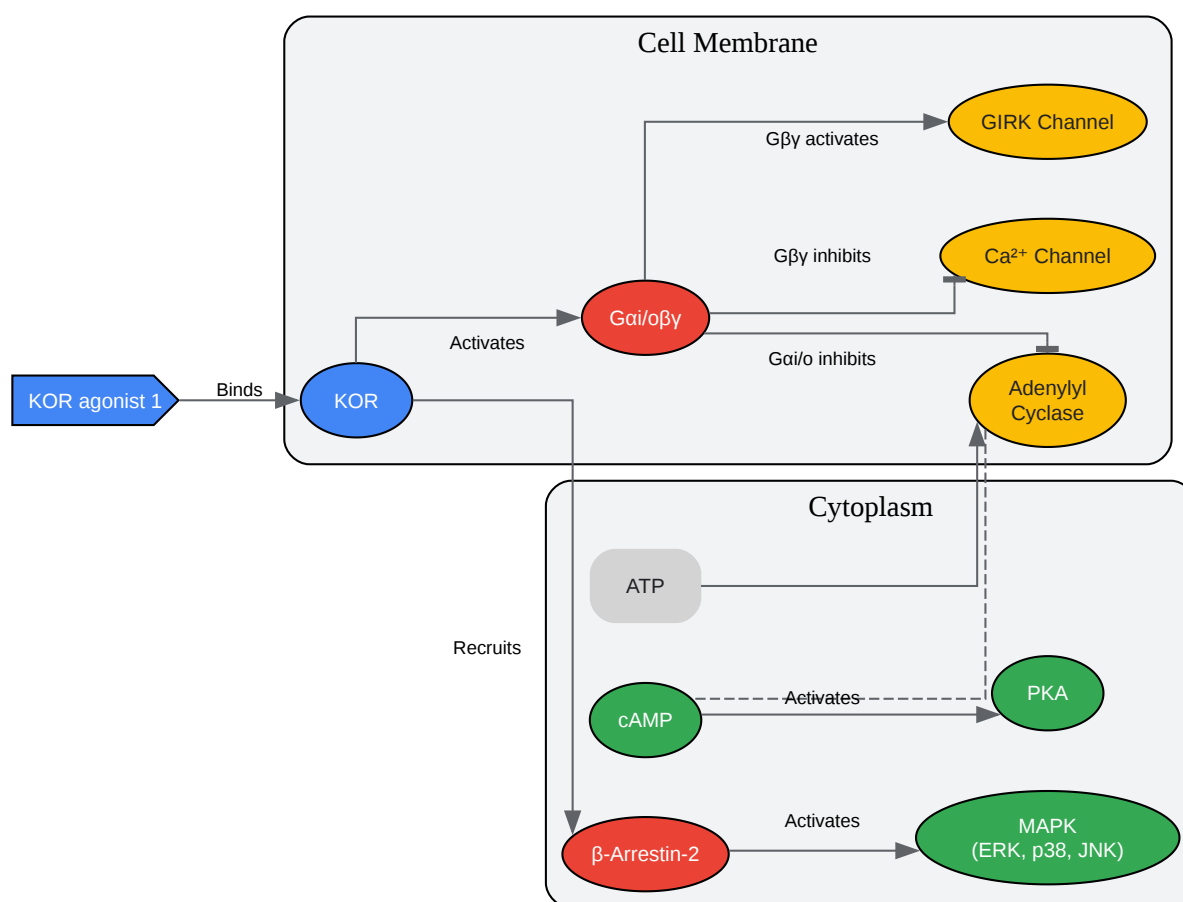 Cell Membrane
GIRK Channel
Gβγ activates
Gβγ inhibits
Ca²⁺ Channel
Gαi/oβγ
Activates
Gαi/o inhibits
KOR agonist 1
Binds
KOR
Adenylyl
Cyclase
Cytoplasm
ATP
Recruits
cAMP
Activates
PKA
β-Arrestin-2
Activates
MAPK
(ERK, p38, JNK)